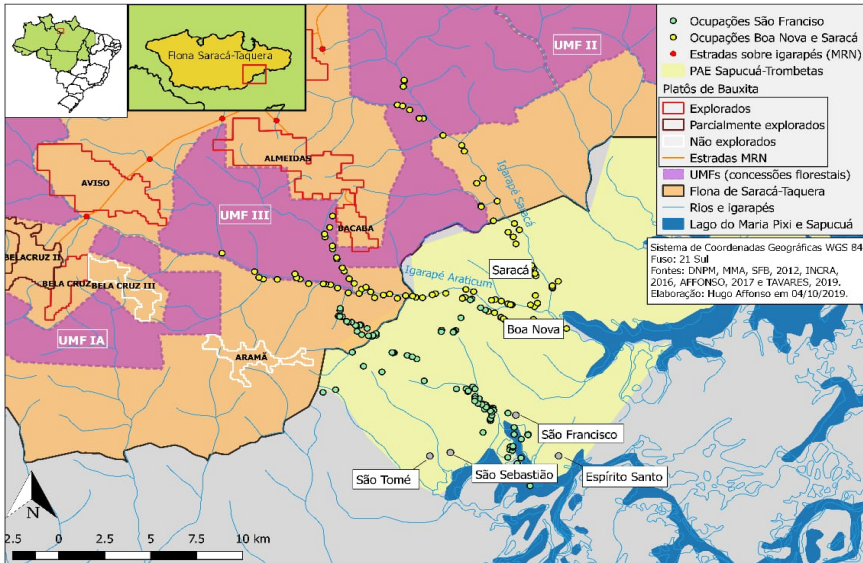 Flona Saracá-Taquera
Ocupações São Franciso
Ocupações Boa Nova e Saracá
Estradas sobre igarapés (MRN)
PAE Sapucuá-Trombetas
Platôs de Bauxita
Explorados
Parcialmente explorados
Não explorados
Estradas MRN
UMFs (concessões florestais)
Flona de Saracá-Taquera
Rios e igarapés
Lago do Maria Pixi e Sapucuá
Sistema de Coordenadas Geográficas WGS 84
Fuso: 21 Sul
Fontes: DNPM, MMA, SFB, 2012, INCRA,
2016, AFFONSO, 2017 e TAVARES, 2019.
Elaboração: Hugo Affonso em 04/10/2019.
UMF II
ALMEIDAS
AVISO
Igarapé Saracá
UMF III
BACABA
BELACRUZ II
BELA CRUZ
BELA CRUZ III
Saracá
Igarapé Araticum
Boa Nova
UMF IA
ARAMÃ
São Francisco
São Tomé
São Sebastião
Espírito Santo
N
2.5 0 2.5 5 7.5 10 km